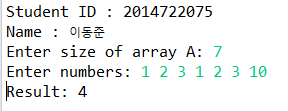 Student ID : 2014722075
Name : 이동준
Enter size of array A: 7
Enter numbers: 1 2 3 1 2 3 10
Result: 4